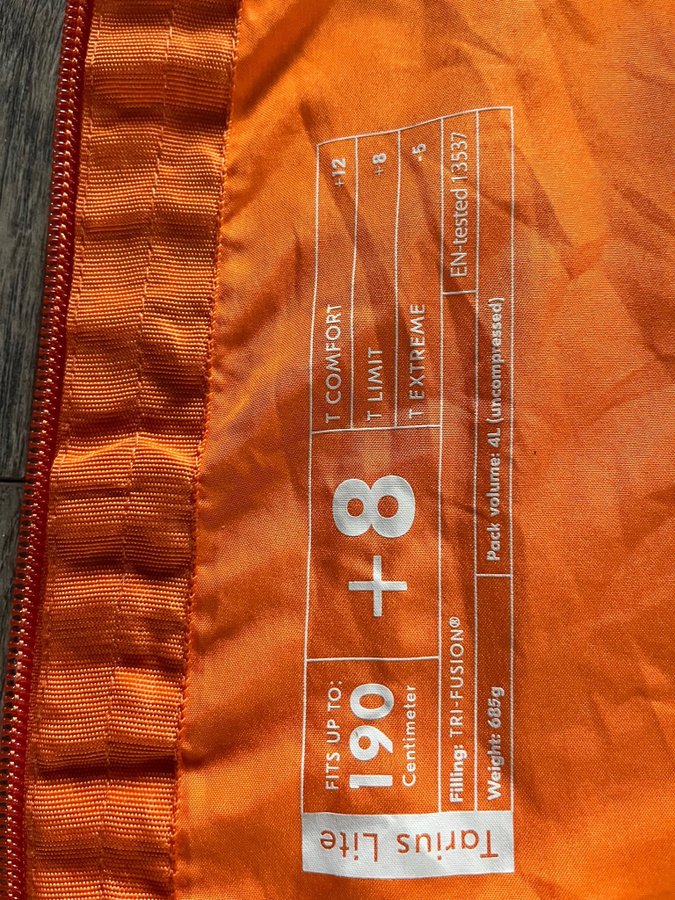 Tarius Lite
FITS UP TO:
190
Centimeter
+8
T COMFORT +12
T LIMIT +8
T EXTREME -5
Filling: TRI-FUSION® EN-tested 13537
Weight: 685g Pack volume: 4L (uncompressed)